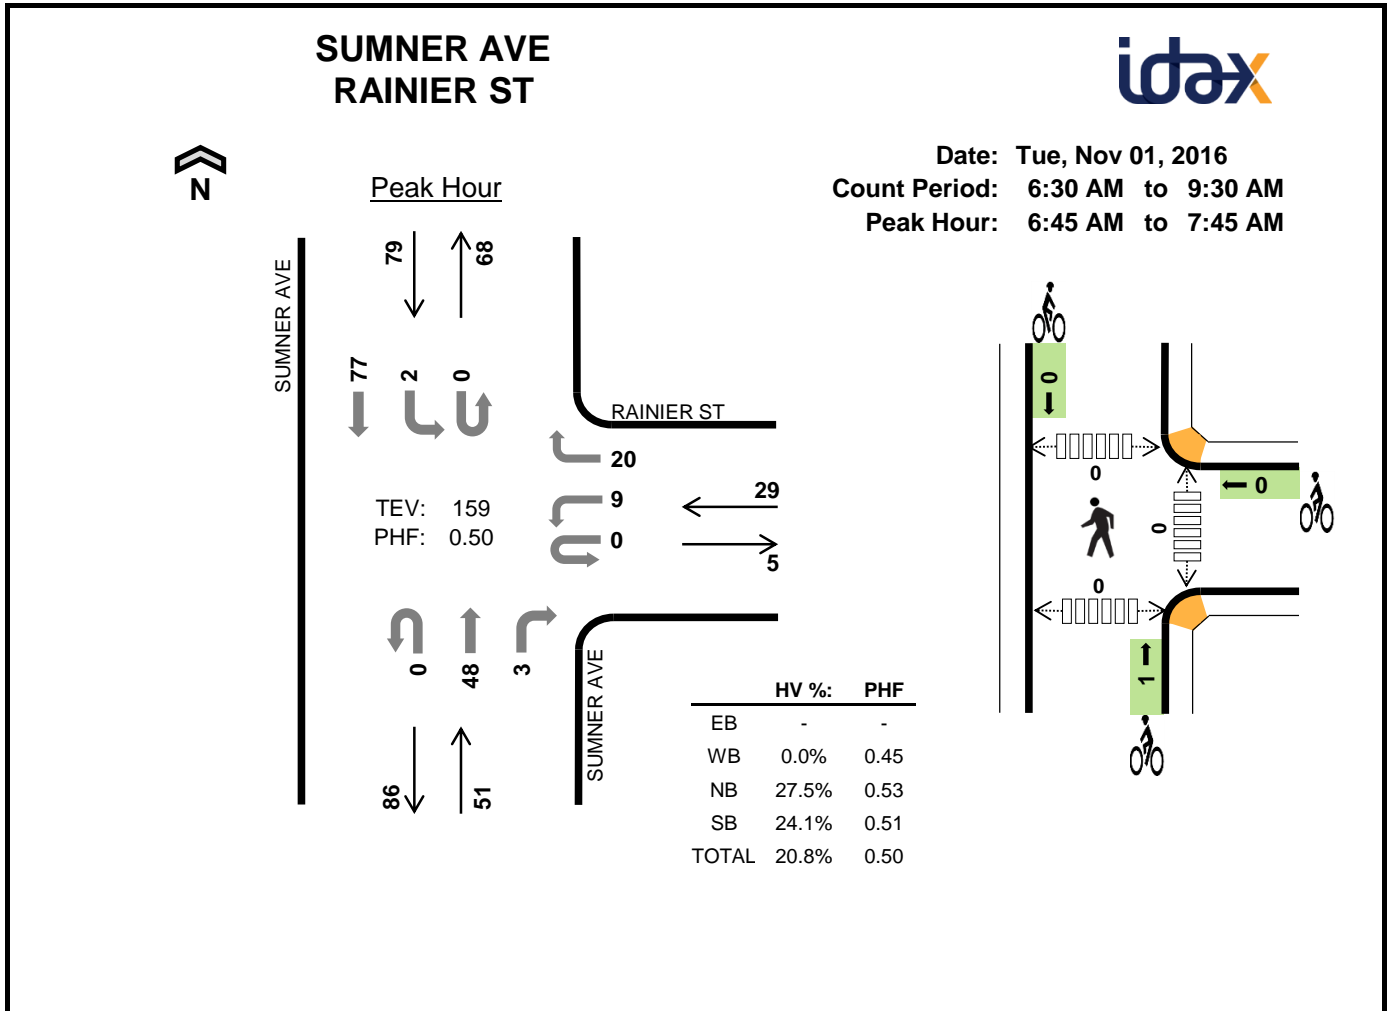 SUMNER AVE
RAINIER ST
idax
Date: Tue, Nov 01, 2016
Count Period: 6:30 AM to 9:30 AM
Peak Hour: 6:45 AM to 7:45 AM
N
Peak Hour
79
68
SUMNER AVE
77
2
0
RAINIER ST
20
9
0
29
5
TEV: 159
PHF: 0.50
0
48
3
SUMNER AVE
86
51
HV %: PHF
EB - -
WB 0.0% 0.45
NB 27.5% 0.53
SB 24.1% 0.51
TOTAL 20.8% 0.50
0
0
0
0
0
1